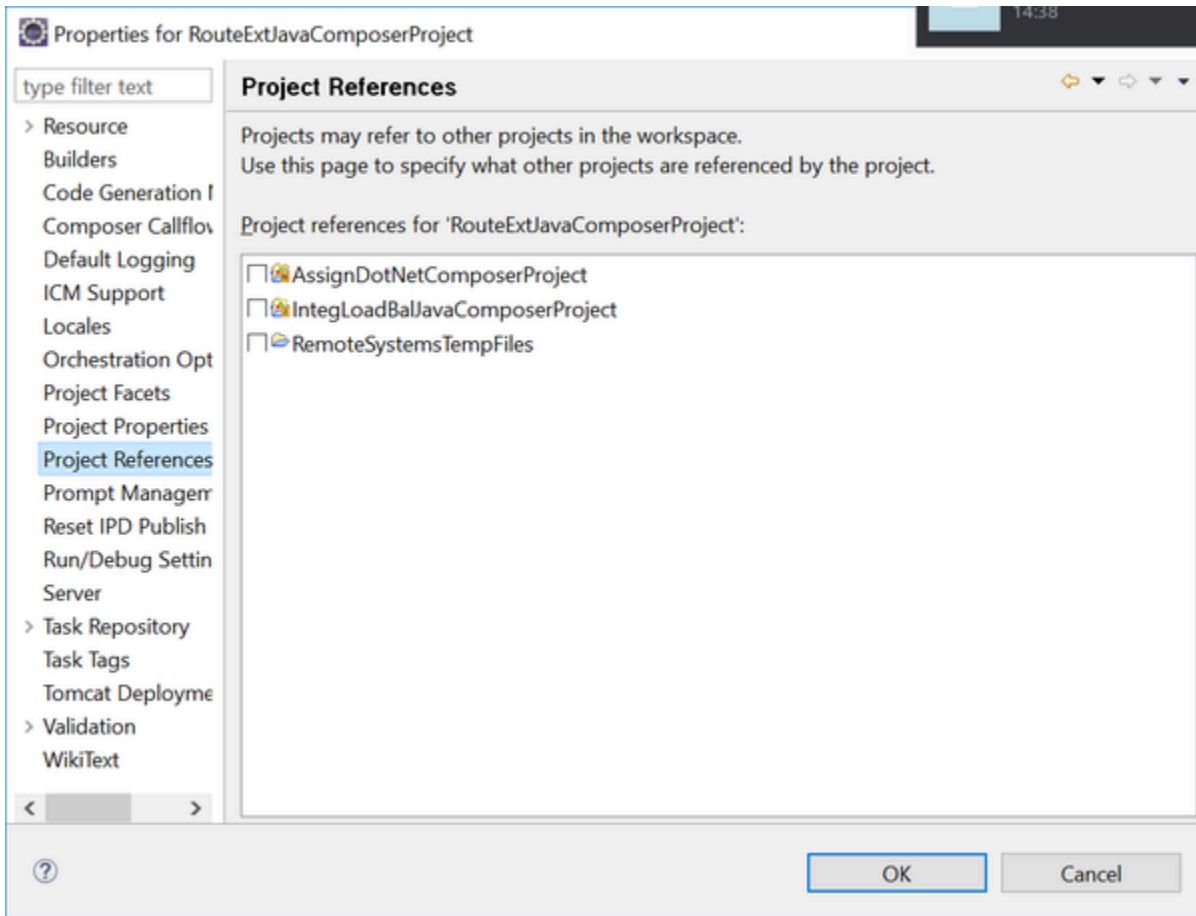 14:38
Properties for RouteExtJavaComposerProject
type filter text
Resource
Builders
Code Generation
Composer Callflov
Default Logging
ICM Support
Locales
Orchestration Opt
Project Facets
Project Properties
Project References
Prompt Managem
Reset IPD Publish
Run/Debug Settin
Server
Task Repository
Task Tags
Tomcat Deployme
Validation
WikiText
Project References
Projects may refer to other projects in the workspace.
Use this page to specify what other projects are referenced by the project.
Project references for 'RouteExtJavaComposerProject':
AssignDotNetComposerProject
IntegLoadBalJavaComposerProject
RemoteSystemsTempFiles
OK
Cancel